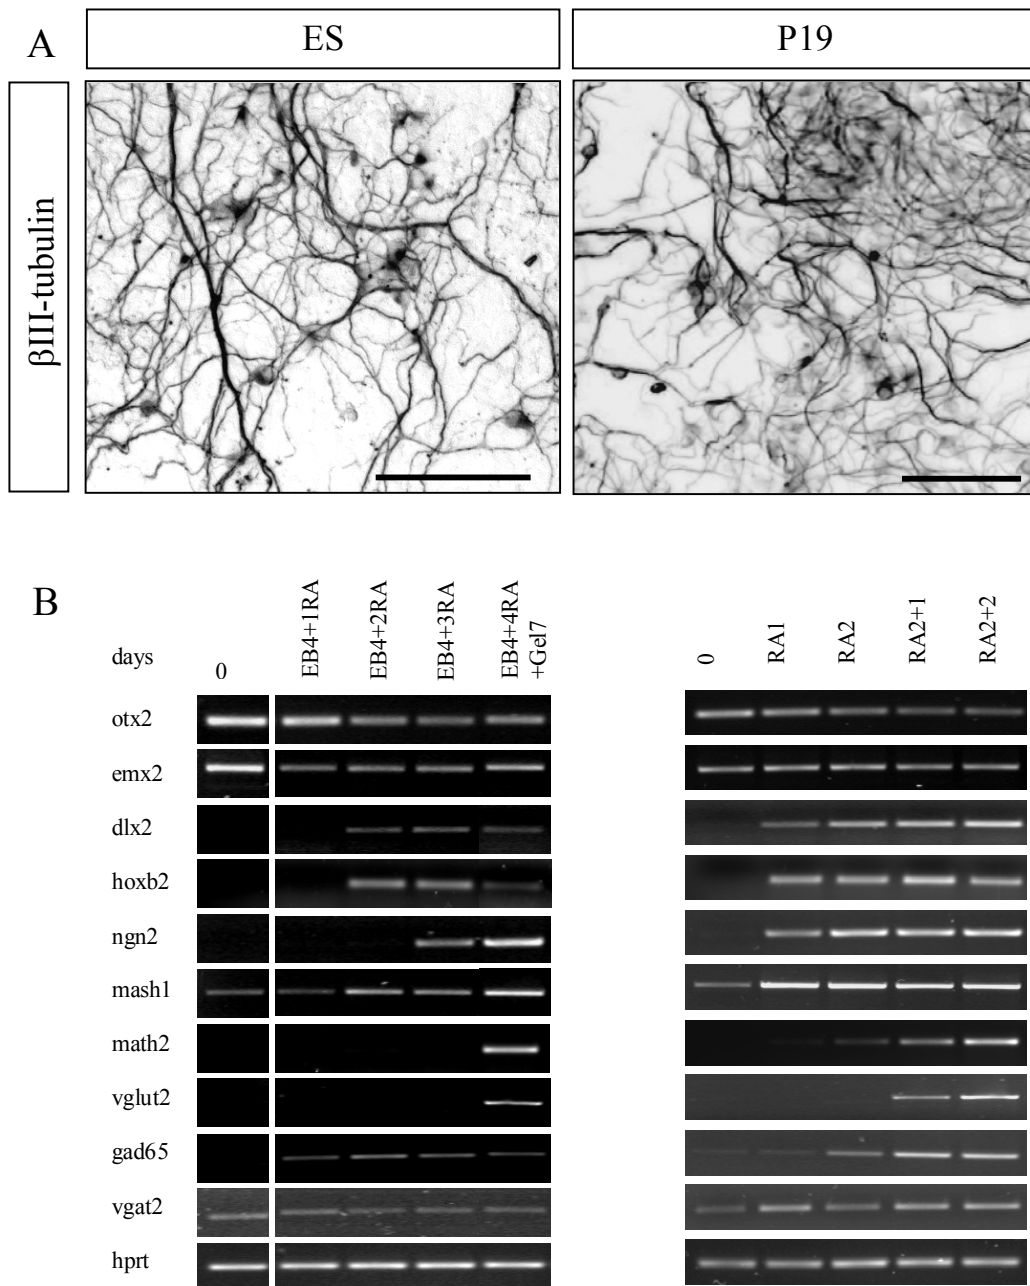 A
ES
P19
βIII-tubulin
B
days
0
EB4+1RA
EB4+2RA
EB4+3RA
EB4+4RA
+Gel7
0
RA1
RA2
RA2+1
RA2+2
otx2
emx2
dlx2
hoxb2
ngn2
mash1
math2
vglut2
gad65
vgat2
hprt